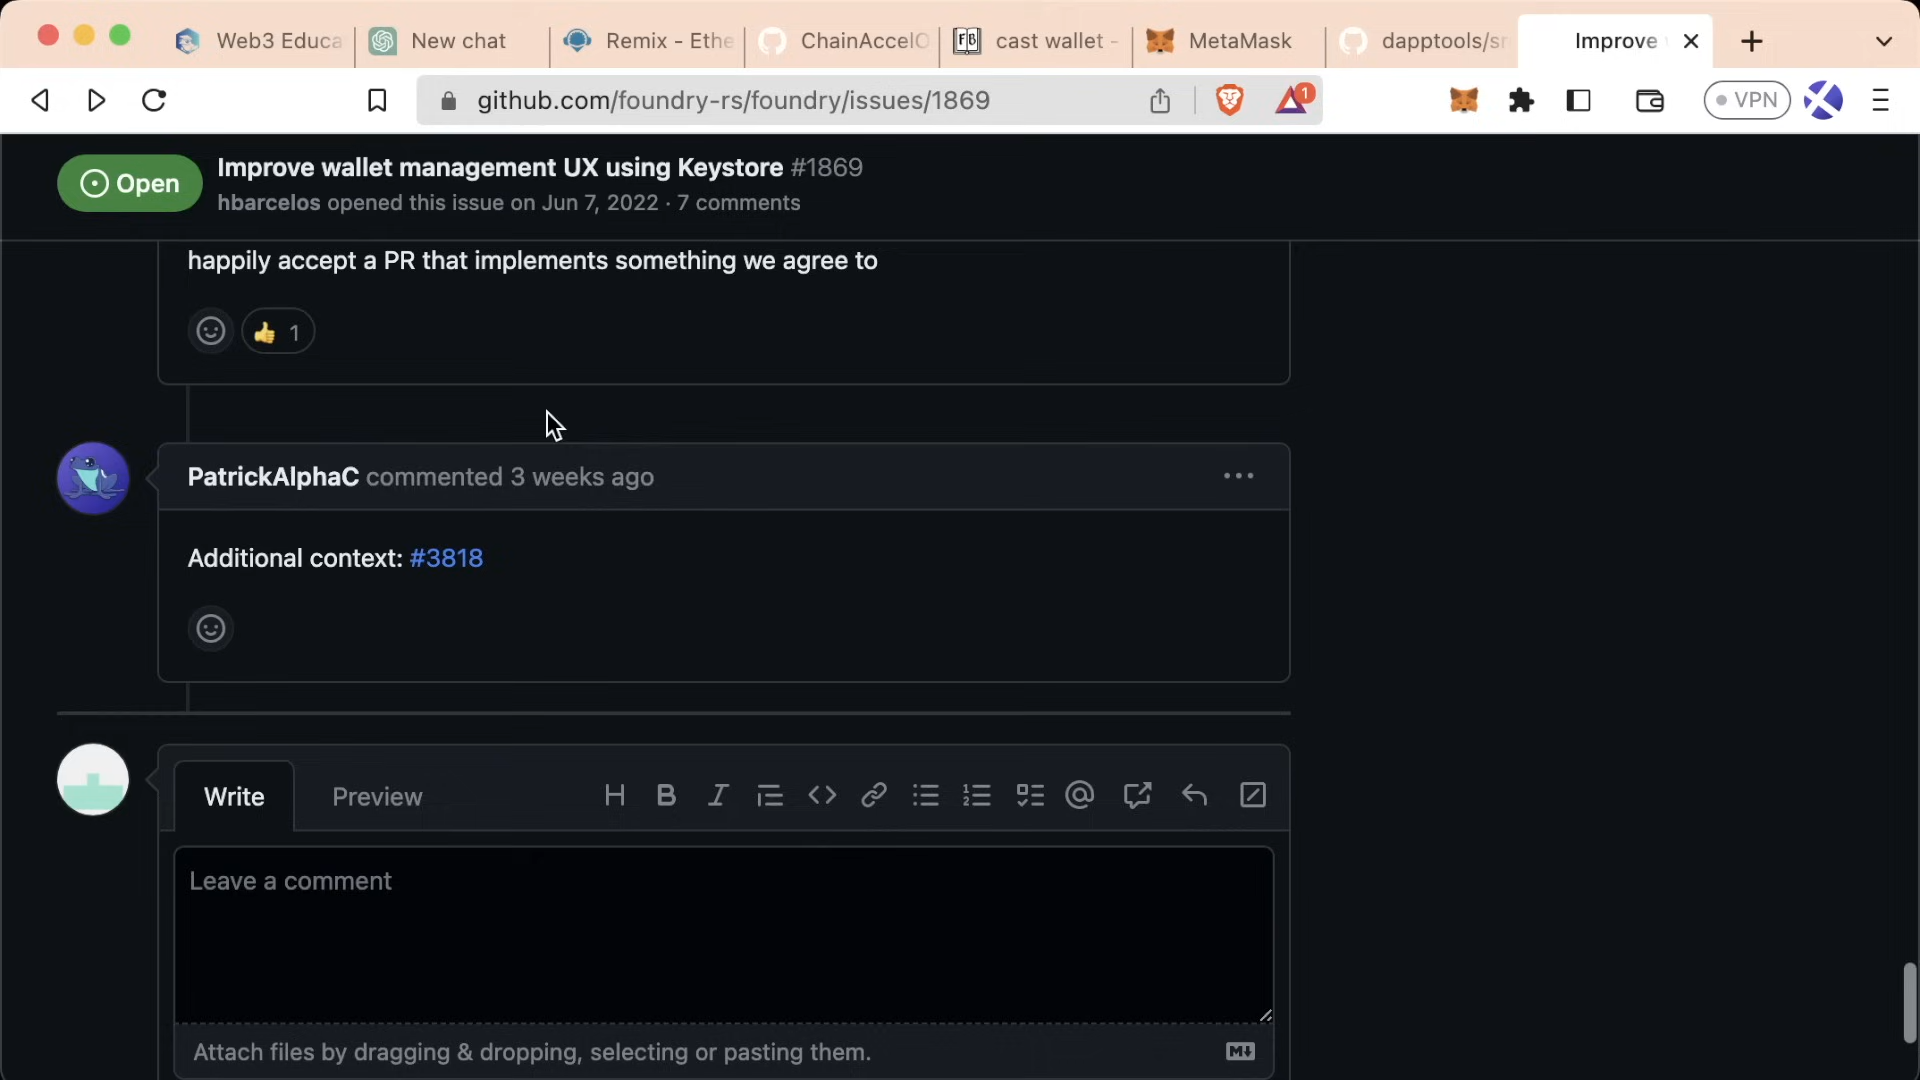 Web3 Educa
New chat
Remix - Ethe
ChainAccelO
cast wallet -
MetaMask
dapptools/sr
Improve
github.com/foundry-rs/foundry/issues/1869
1
VPN
Open
Improve wallet management UX using Keystore #1869
hbarcelos opened this issue on Jun 7, 2022 · 7 comments
happily accept a PR that implements something we agree to
👍 1
PatrickAlphaC commented 3 weeks ago
Additional context: #3818
Write
Preview
Leave a comment
Attach files by dragging & dropping, selecting or pasting them.